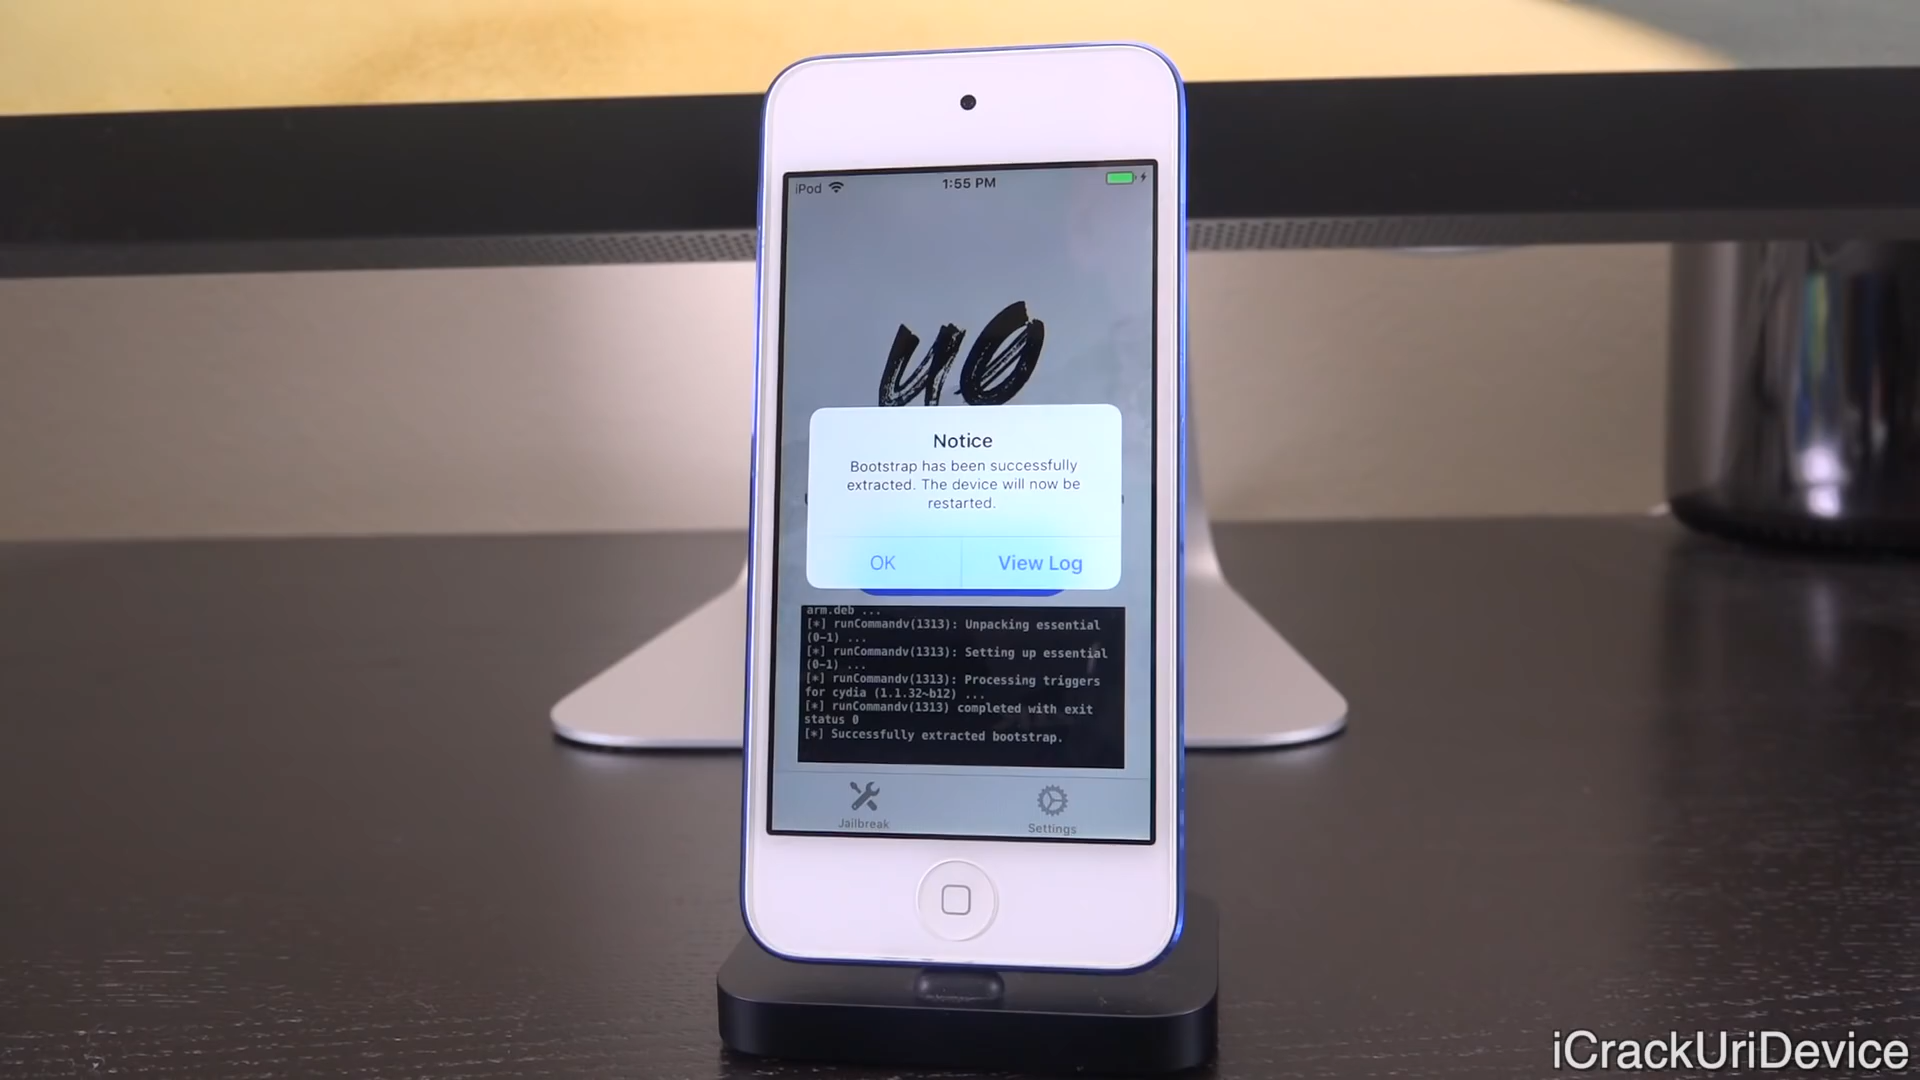 iPod
1:55 PM
u0
Notice
Bootstrap has been successfully
extracted. The device will now be
restarted.
OK
View Log
arm.deb ...
[*] runCommandv(1313): Unpacking essential
(0-1) ...
[*] runCommandv(1313): Setting up essential
(0-1) ...
[*] runCommandv(1313): Processing triggers
for cydia (1.1.32~b12) ...
[*] runCommandv(1313) completed with exit
status 0
[*] Successfully extracted bootstrap.
Jailbreak
Settings
iCrackUriDevice